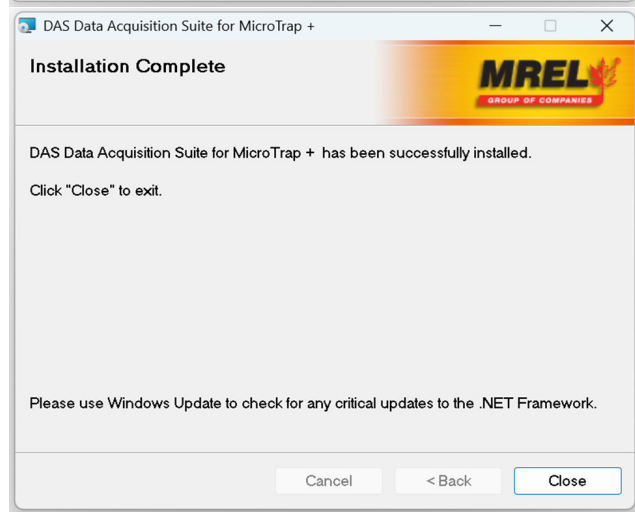 DAS Data Acquisition Suite for MicroTrap +
Installation Complete
MREL
GROUP OF COMPANIES
DAS Data Acquisition Suite for MicroTrap +  has been successfully installed.
Click "Close" to exit.
Please use Windows Update to check for any critical updates to the .NET Framework.
Cancel
< Back
Close